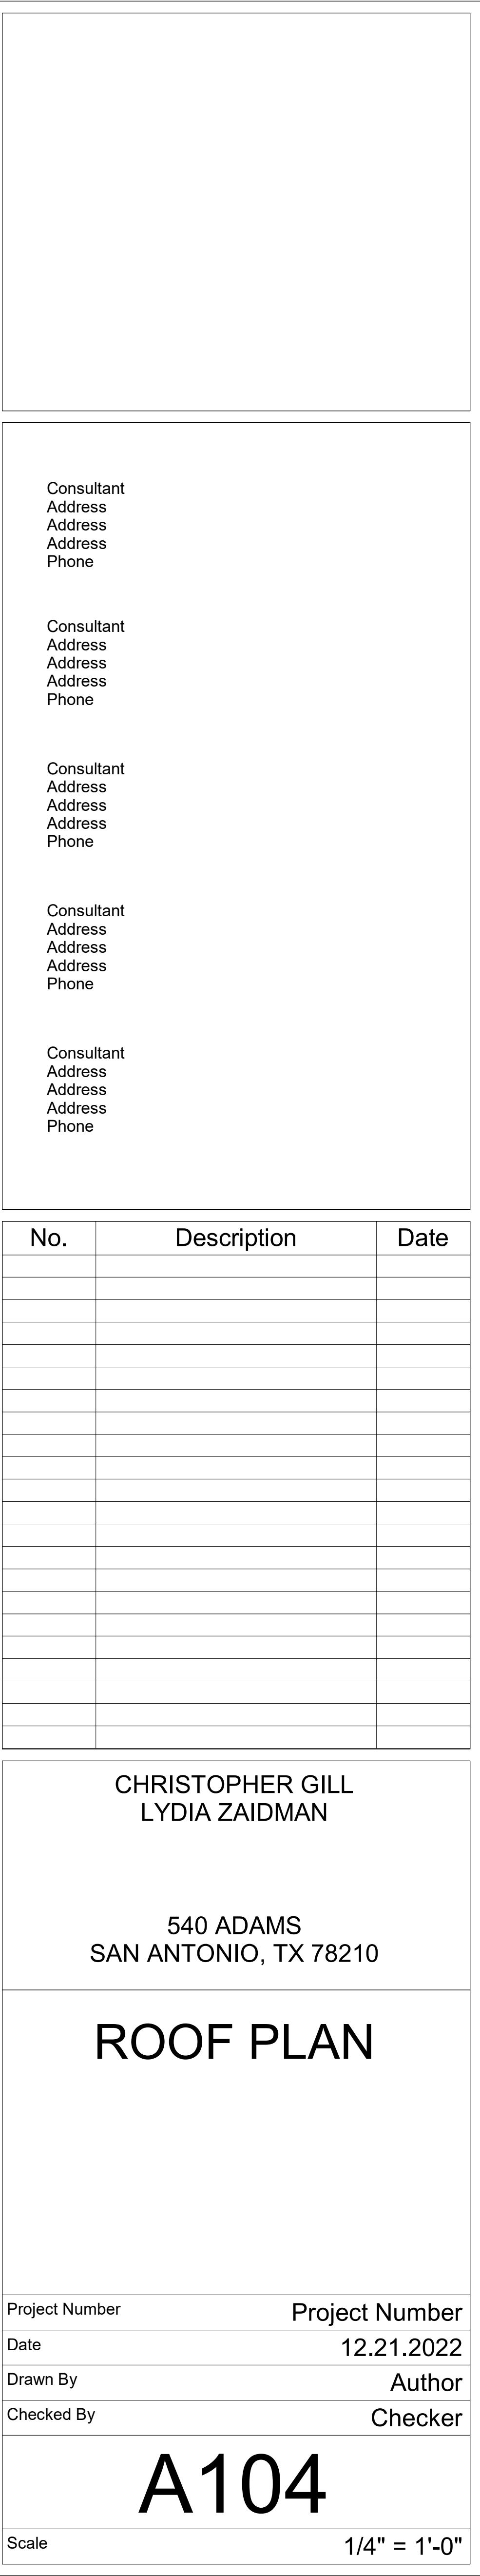 Consultant
Address
Address
Address
Phone
Consultant
Address
Address
Address
Phone
Consultant
Address
Address
Address
Phone
Consultant
Address
Address
Address
Phone
Consultant
Address
Address
Address
Phone
No. Description Date
CHRISTOPHER GILL
LYDIA ZAIDMAN
540 ADAMS
SAN ANTONIO, TX 78210
ROOF PLAN
Project Number Project Number
Date 12.21.2022
Drawn By Author
Checked By Checker
A104
Scale 1/4" = 1'-0"